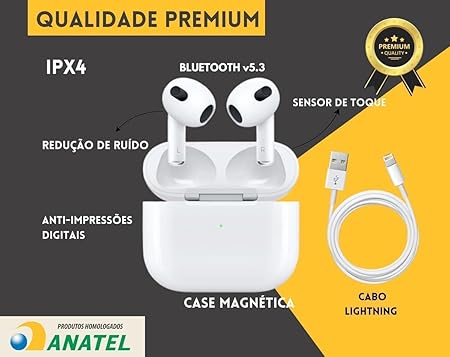 QUALIDADE PREMIUM
PREMIUM
QUALITY
IPX4
BLUETOOTH v5.3
SENSOR DE TOQUE
REDUÇÃO DE RUÍDO
L
R
ANTI-IMPRESSÕES
DIGITAIS
CASE MAGNÉTICA
CABO
LIGHTNING
PRODUTOS HOMOLOGADOS
ANATEL